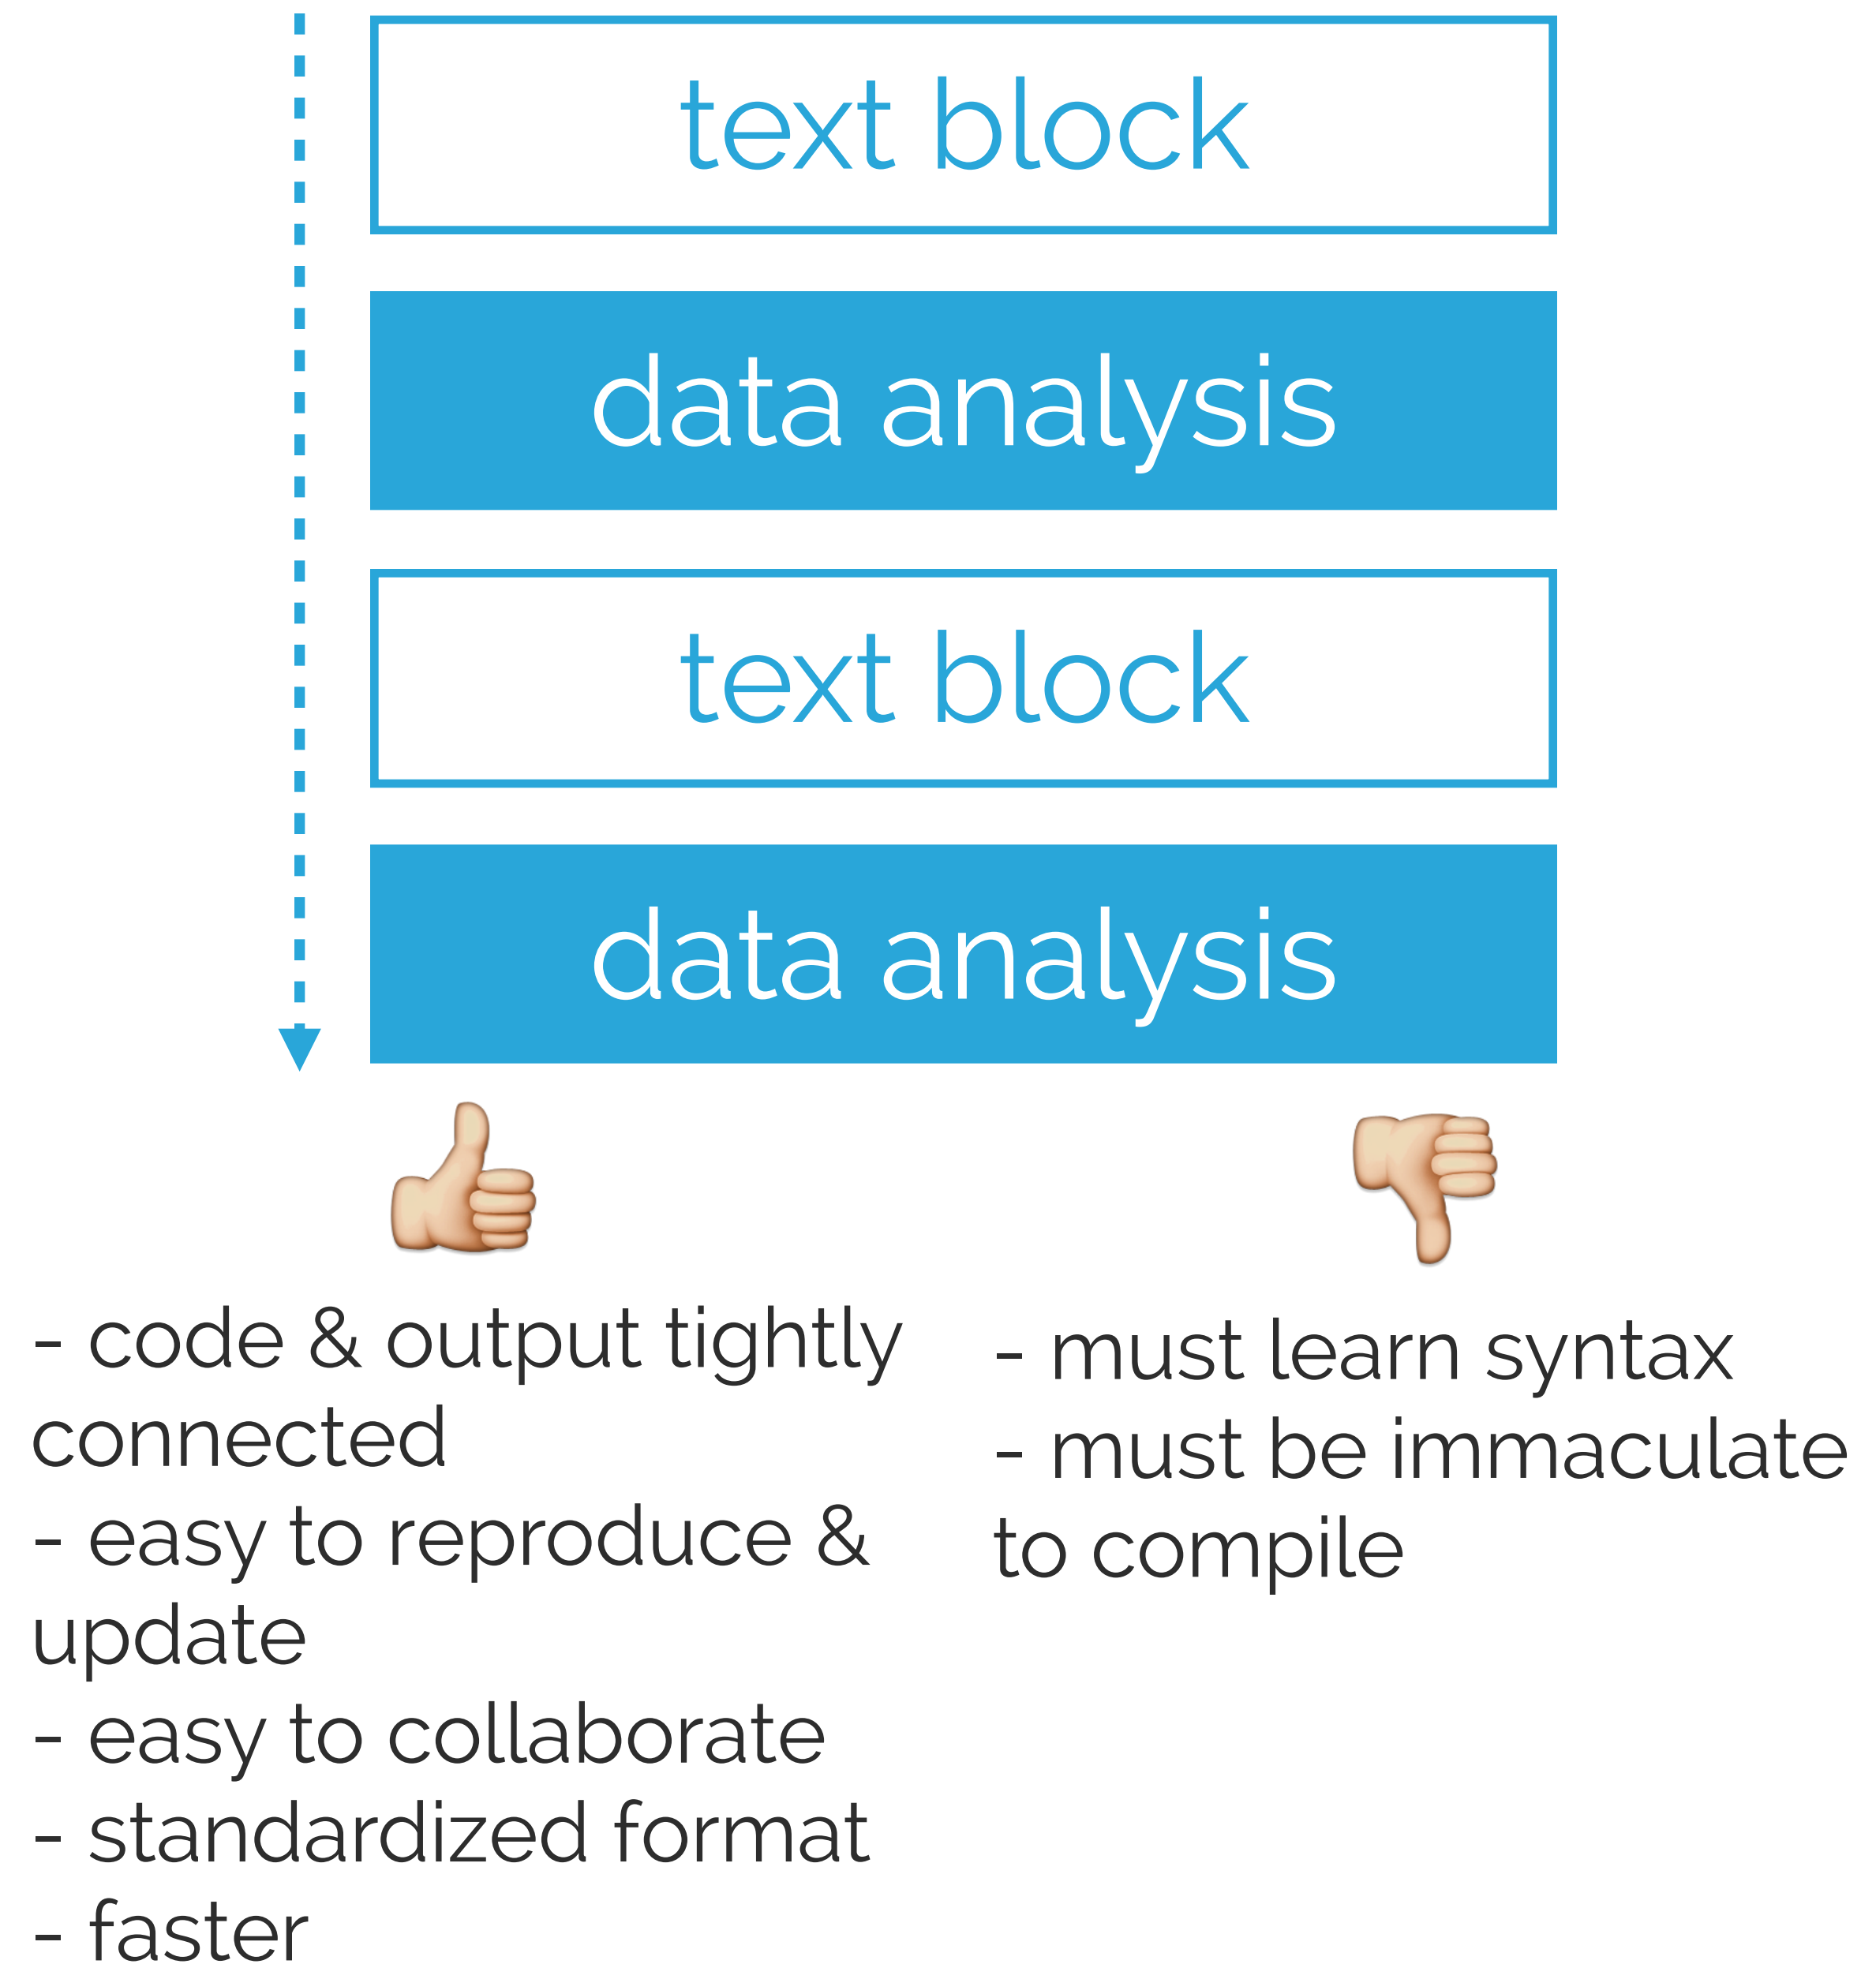 text block
data analysis
text block
data analysis
- code & output tightly
connected
- easy to reproduce &
update
- easy to collaborate
- standardized format
- faster
- must learn syntax
- must be immaculate
to compile